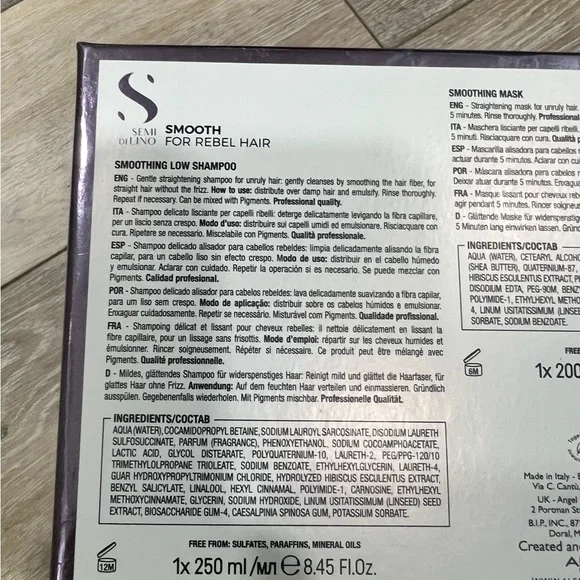 SEMI
DI LINO
SMOOTH
FOR REBEL HAIR
SMOOTHING LOW SHAMPOO
ENG - Gentle straightening shampoo for unruly hair: gently cleanses by smoothing the hair fiber, for
straight hair without the frizz. How to use: distribute over damp hair and emulsify. Rinse thoroughly.
Repeat if necessary. Can be mixed with Pigments. Professional quality.
ITA - Shampoo delicato lisciante per capelli ribelli: deterge delicatamente levigando la fibra capillare,
per un liscio senza crespo. Modo d'uso: distribuire sui capelli umidi ed emulsionare. Risciacquare con
cura. Ripetere se necessario. Miscelabile con Pigments. Qualità professionale.
ESP - Shampoo delicado alisador para cabellos rebeldes: limpia delicadamente alisando la fibra
capilar, para un cabello liso sin efecto crespo. Modo de uso: distribuir en el cabello húmedo
y emulsionar. Aclarar con cuidado. Repetir la operación si es necesario. Se puede mezclar con
Pigments. Calidad profesional.
POR - Shampoo delicado alisador para cabellos rebeldes: lava delicadamente suavizando a fibra capilar,
para um liso sem crespo. Modo de aplicação: distribuir sobre os cabelos humidos e emulsionar.
Enxaguar cuidadosamente. Repetir se necessário. Misturável com Pigments. Qualidade profissional.
FRA - Shampoing délicat et lissant pour cheveux rebelles: il nettoie délicatement en lissant la
fibre capillaire, pour un lissage sans frisottis. Mode d'emploi: répartir sur les cheveux humides et
émulsionner. Rincer soigneusement. Répéter si nécessaire. Ce produit peut être mélangé avec
Pigments. Qualité professionnelle.
D - Mildes, glättendes Shampoo für widerspenstiges Haar: Reinigt mild und glättet die Haarfaser, für
glattes Haar ohne Frizz. Anwendung: Auf dem feuchten Haar verteilen und einmassieren. Gründlich
ausspülen. Gegebenenfalls wiederholen. Mit Pigments mischbar. Professionelle Qualität.
INGREDIENTS/COCTAB
AQUA (WATER), COCAMIDOPROPYL BETAINE, SODIUM LAUROYL SARCOSINATE, DISODIUM LAURETH
SULFOSUCCINATE, PARFUM (FRAGRANCE), PHENOXYETHANOL, SODIUM COCOAMPHOACETATE,
LACTIC ACID, GLYCOL DISTEARATE, POLYQUATERNIUM-10, LAURETH-2, PEG/PPG-120/10
TRIMETHYLOLPROPANE TRIOLEATE, SODIUM BENZOATE, ETHYLHEXYLGLYCERIN, LAURETH-4,
GUAR HYDROXYPROPYLTRIMONIUM CHLORIDE, HYDROLYZED HIBISCUS ESCULENTUS EXTRACT,
BENZYL SALICYLATE, LINALOOL, HEXYL CINNAMAL, POLYIMIDE-1, CARNOSINE, ETHYLHEXYL
METHOXYCINNAMATE, GLYCERIN, SODIUM HYDROXIDE, LINUM USITATISSIMUM (LINSEED) SEED
EXTRACT, BIOSACCHARIDE GUM-4, CAESALPINIA SPINOSA GUM, POTASSIUM SORBATE.
12M
FREE FROM: SULFATES, PARAFFINS, MINERAL OILS
1x 250 ml/мл ℮ 8.45 Fl.Oz.
SMOOTHING MASK
ENG - Straightening mask for unruly hair
5 minutes. Rinse thoroughly. Professional
ITA - Maschera lisciante per capelli ribelli
5 minuti. Risciacquare con cura. Qualità
ESP - Mascarilla alisadora para cabellos
actuar durante 5 minutos. Aclarar con
POR - Máscara alisadora para cabelos
Deixar atuar durante 5 minutos.
FRA - Masque lissant pour cheveux
agir pendant 5 minutes. Rincer
D - Glättende Maske für widerspenstiges
5 Minuten lang einwirken lassen.
INGREDIENTS/COCTAB
AQUA (WATER), CETEARYL
(SHEA BUTTER), QUATERNIUM-87,
HIBISCUS ESCULENTUS EXTRACT,
DISODIUM EDTA, PEG-90M,
POLYIMIDE-1, ETHYLHEXYL
4, LINUM USITATISSIMUM
SORBATE, SODIUM BENZOATE.
6M
1x 200
Made in Italy -
Via C. Cantù,
UK - Angel
2 Portman
B.I.P., INC., 
Doral,
Created and